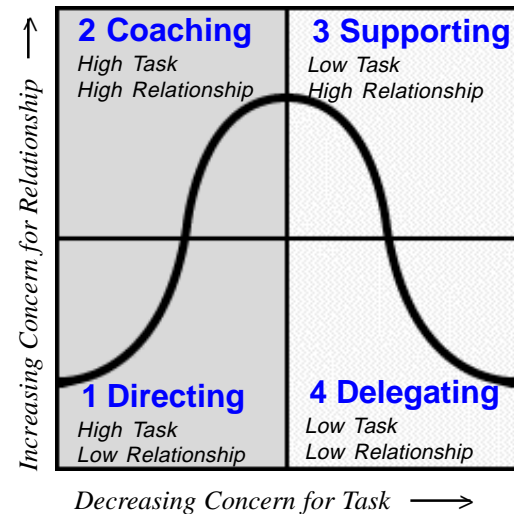 2 Coaching
High Task
High Relationship
3 Supporting
Low Task
High Relationship
1 Directing
High Task
Low Relationship
4 Delegating
Low Task
Low Relationship
Increasing Concern for Relationship
Decreasing Concern for Task